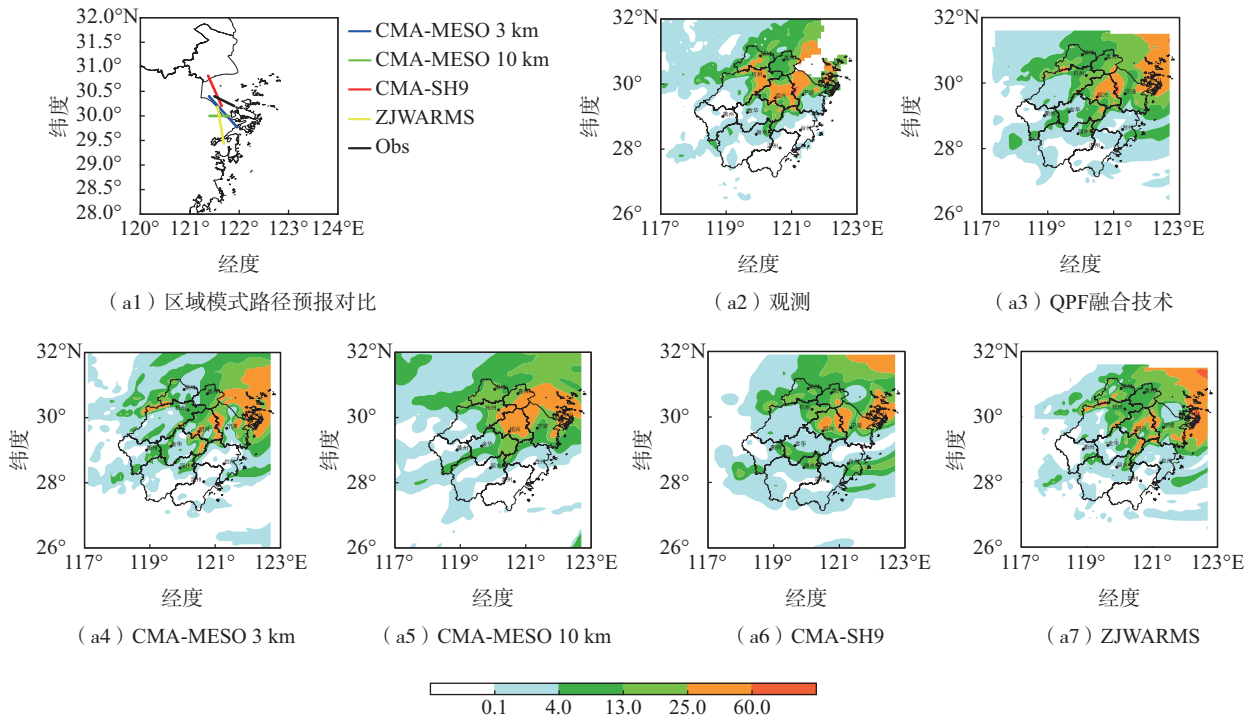 32.0°N
31.5°
31.0°
30.5°
30.0°
29.5°
29.0°
28.5°
28.0°
纬度
120°
121°
122°
123°
124°E
经度
CMA-MESO 3 km
CMA-MESO 10 km
CMA-SH9
ZJWARMS
Obs
（a1）区域模式路径预报对比
32°N
30°
28°
26°
纬度
117°
119°
121°
123°E
经度
（a2）观测
32°N
30°
28°
26°
纬度
117°
119°
121°
123°E
经度
（a3）QPF融合技术
32°N
30°
28°
26°
纬度
117°
119°
121°
123°E
经度
（a4）CMA-MESO 3 km
32°N
30°
28°
26°
纬度
117°
119°
121°
123°E
经度
（a5）CMA-MESO 10 km
32°N
30°
28°
26°
纬度
117°
119°
121°
123°E
经度
（a6）CMA-SH9
32°N
30°
28°
26°
纬度
117°
119°
121°
123°E
经度
（a7）ZJWARMS
0.1
4.0
13.0
25.0
60.0